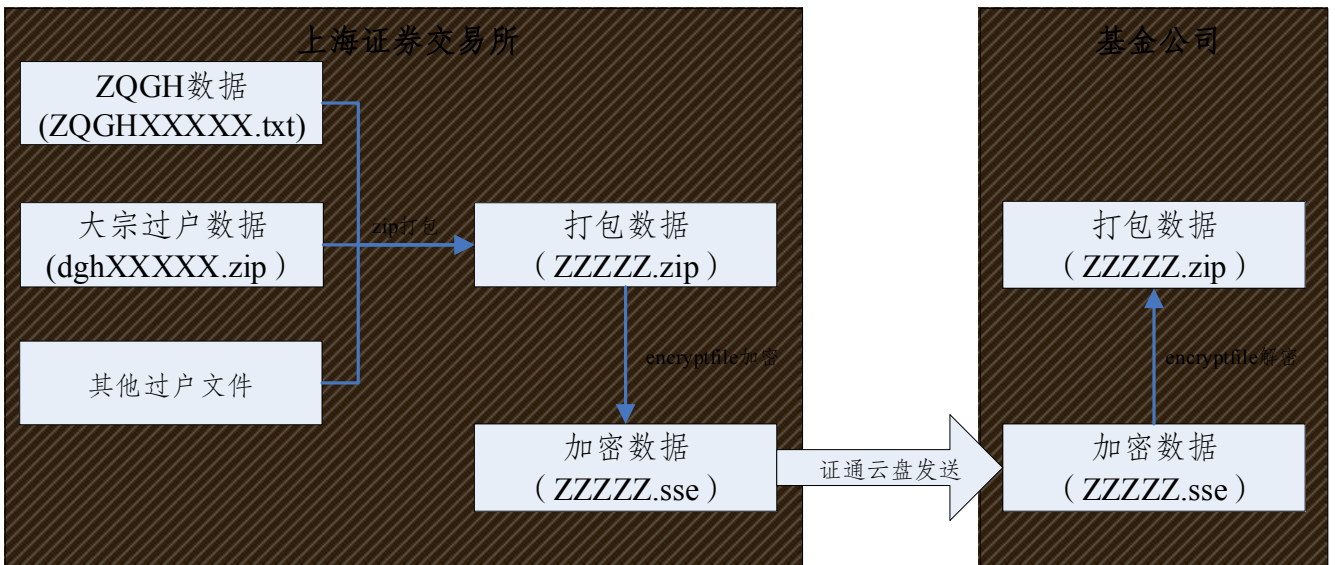 上海证券交易所
ZQGH数据
(ZQGHXXXXX.txt)
大宗过户数据
(dghXXXXX.zip）
其他过户文件
zip打包
打包数据
（ZZZZZ.zip）
encryptfile加密
加密数据
（ZZZZZ.sse）
证通云盘发送
基金公司
打包数据
（ZZZZZ.zip）
encryptfile解密
加密数据
（ZZZZZ.sse）